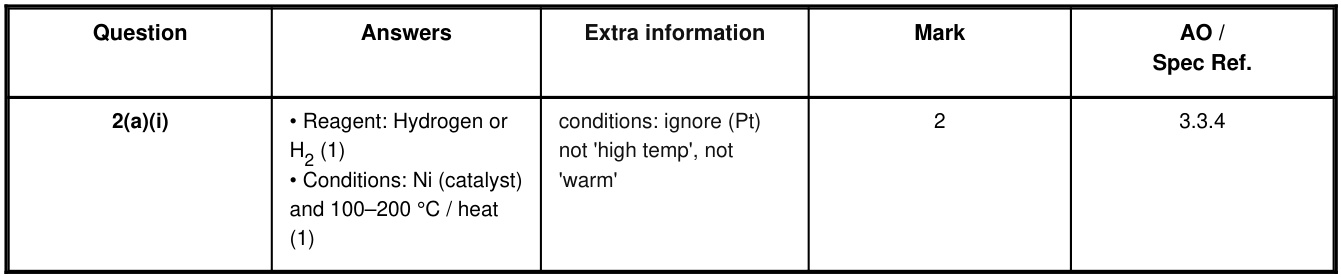 Question Answers Extra information Mark AO /
Spec Ref.
2(a)(i)
• Reagent: Hydrogen or
H2 (1)
• Conditions: Ni (catalyst)
and 100–200 °C / heat
(1)
conditions: ignore (Pt)
not 'high temp', not
'warm'
2
3.3.4